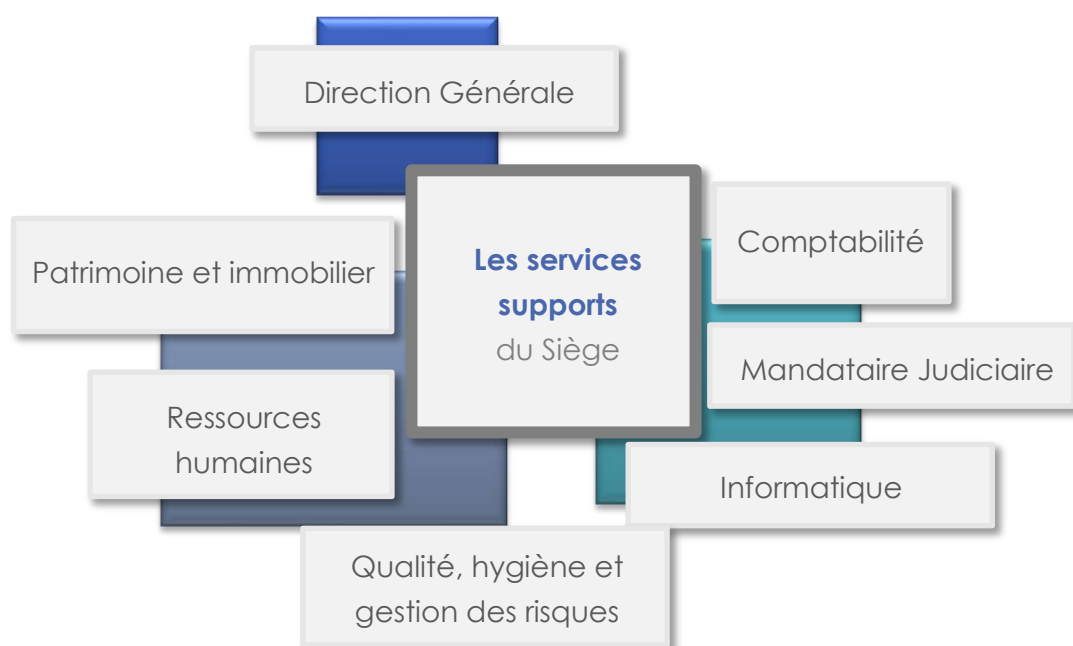 Direction Générale
Les services
supports
du Siège
Comptabilité
Patrimoine et immobilier
Mandataire Judiciaire
Ressources
humaines
Informatique
Qualité, hygiène et
gestion des risques